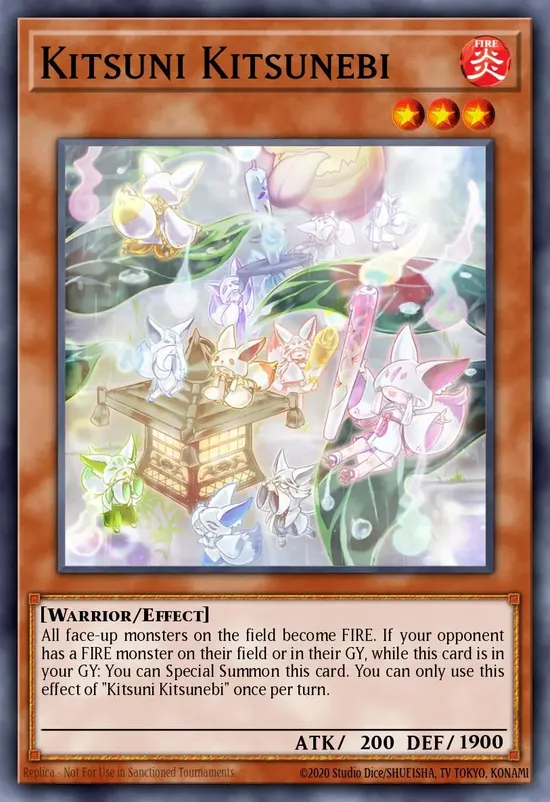 KITSUNI KITSUNEBI
FIRE
炎
[WARRIOR/EFFECT]
All face-up monsters on the field become FIRE. If your opponent
has a FIRE monster on their field or in their GY, while this card is in
your GY: You can Special Summon this card. You can only use this
effect of "Kitsuni Kitsunebi" once per turn.
ATK/ 200 DEF/1900
Replica - Not For Use in Sanctioned Tournaments
©2020 Studio Dice/SHUEISHA, TV TOKYO, KONAMI